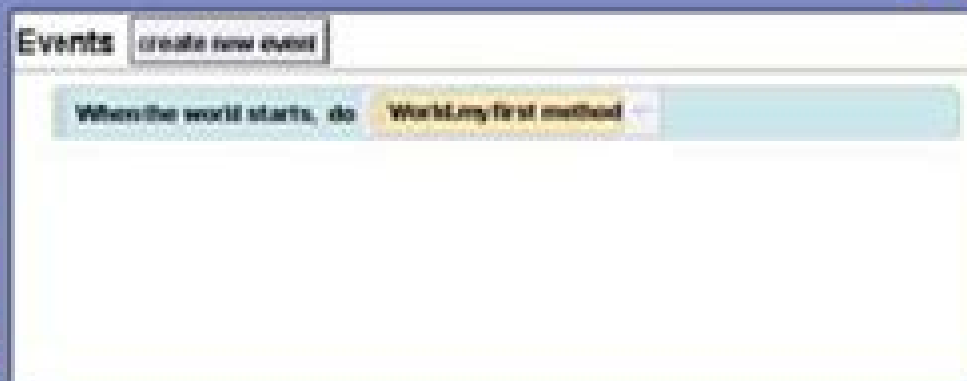 Events create new event
When the world starts, do World.my first method